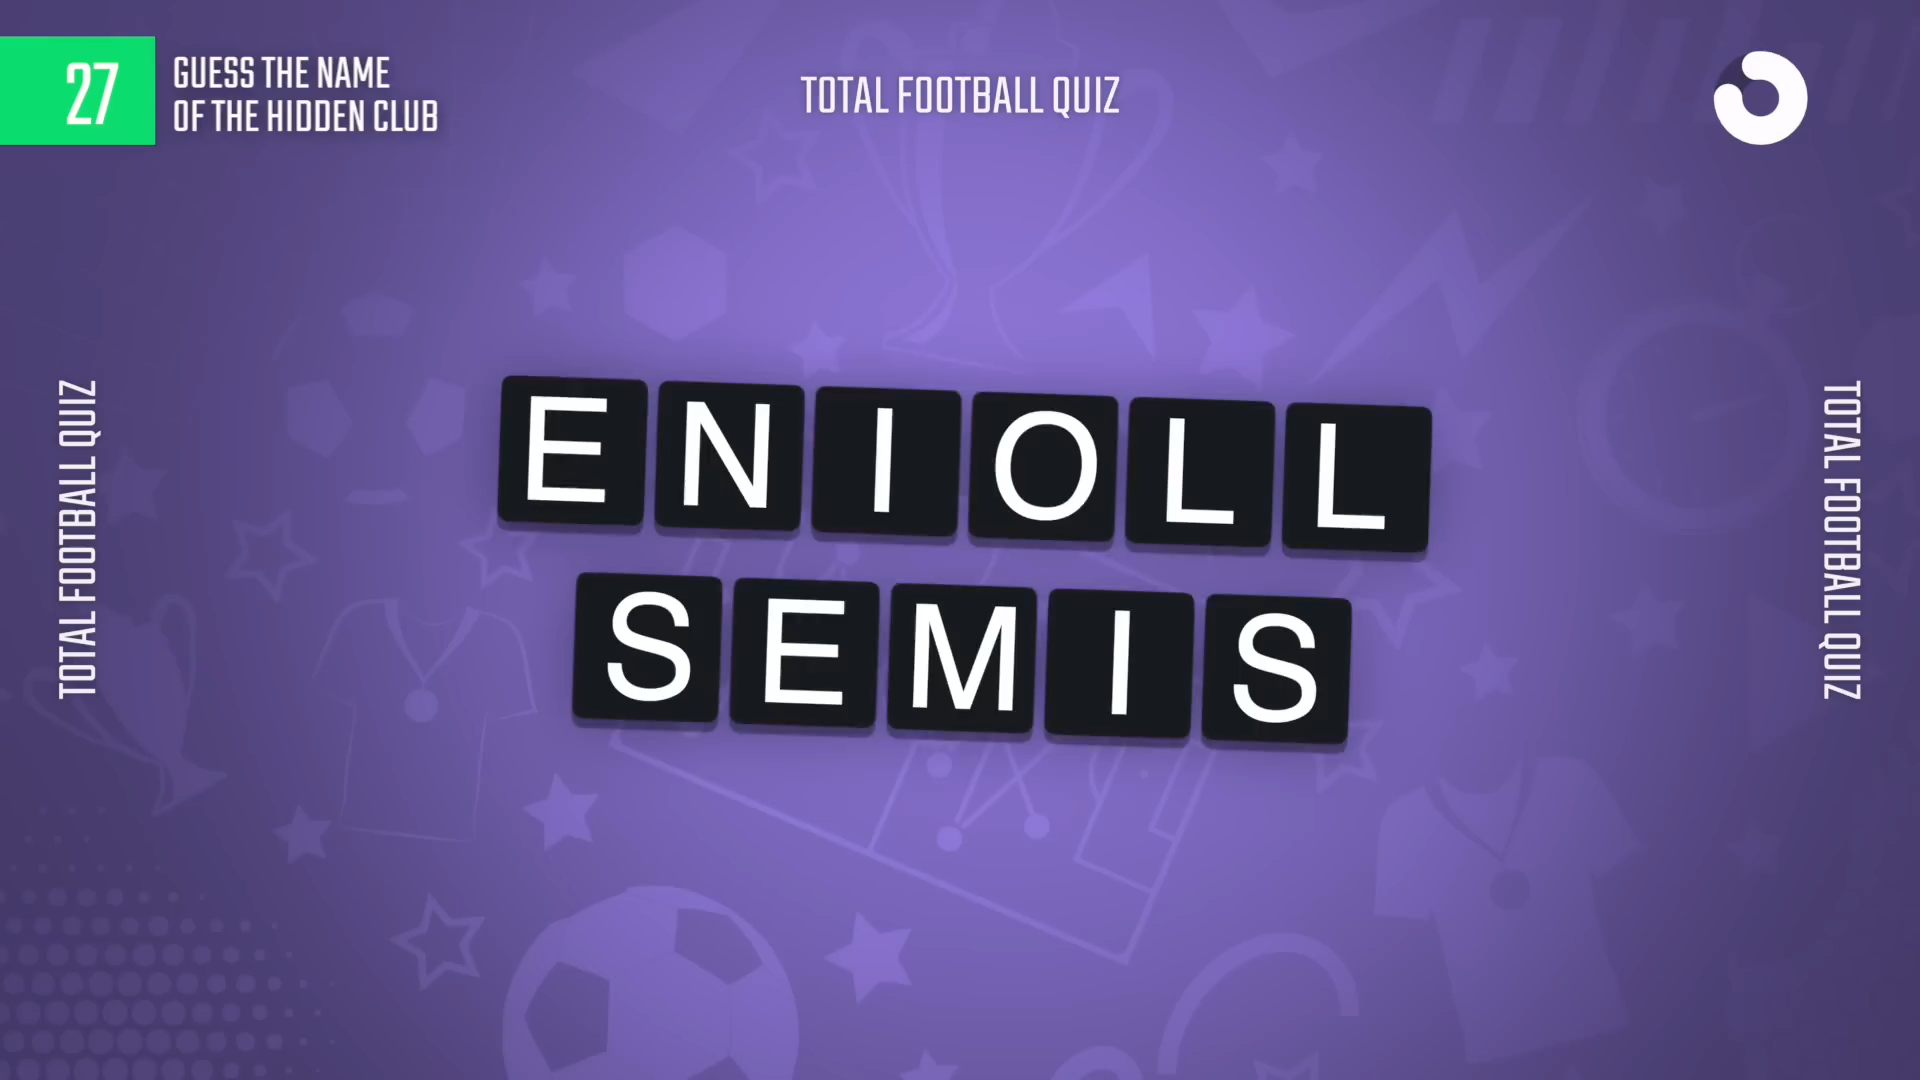 27
GUESS THE NAME
OF THE HIDDEN CLUB
TOTAL FOOTBALL QUIZ
TOTAL FOOTBALL QUIZ
ENIOLL
SEMIS
TOTAL FOOTBALL QUIZ